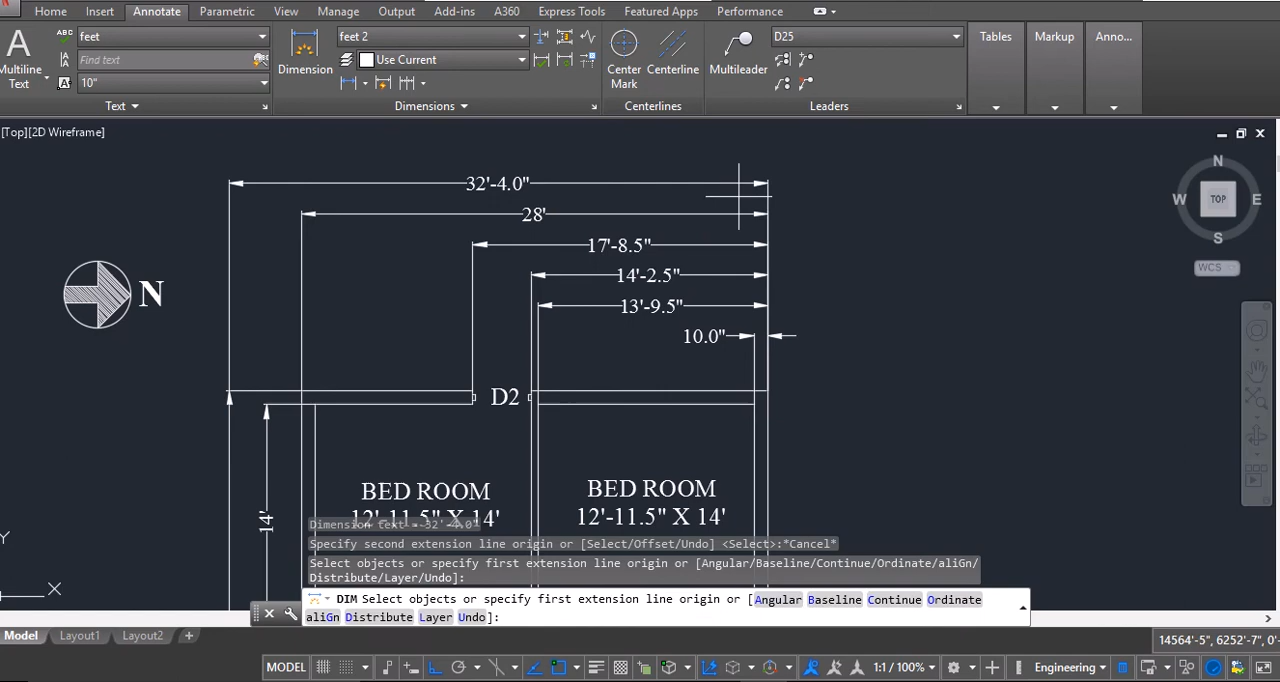 Home Insert Annotate Parametric View Manage Output Add-ins A360 Express Tools Featured Apps Performance
A
Multiline
Text
ABC feet
Find text
10"
Text
Dimension
feet 2
Use Current
Dimensions
Center
Mark
Centerline
Centerlines
Multileader
D25
Leaders
Tables
Markup
Anno...
[Top][2D Wireframe]
N
W TOP E
S
WCS
32'-4.0"
28'
17'-8.5"
14'-2.5"
13'-9.5"
10.0"
N
D2
14'
BED ROOM
12'-11.5" X 14'
BED ROOM
12'-11.5" X 14'
Y
X
Dimension text = 32'-4.0"
Specify second extension line origin or [Select/Offset/Undo] <Select>:*Cancel*
Select objects or specify first extension line origin or [Angular/Baseline/Continue/Ordinate/aliGn/
Distribute/Layer/Undo]:
DIM Select objects or specify first extension line origin or [Angular Baseline Continue Ordinate
aliGn Distribute Layer Undo]:
Model Layout1 Layout2 +
14564'-5", 6252'-7", 0'-
MODEL 1:1 / 100% Engineering